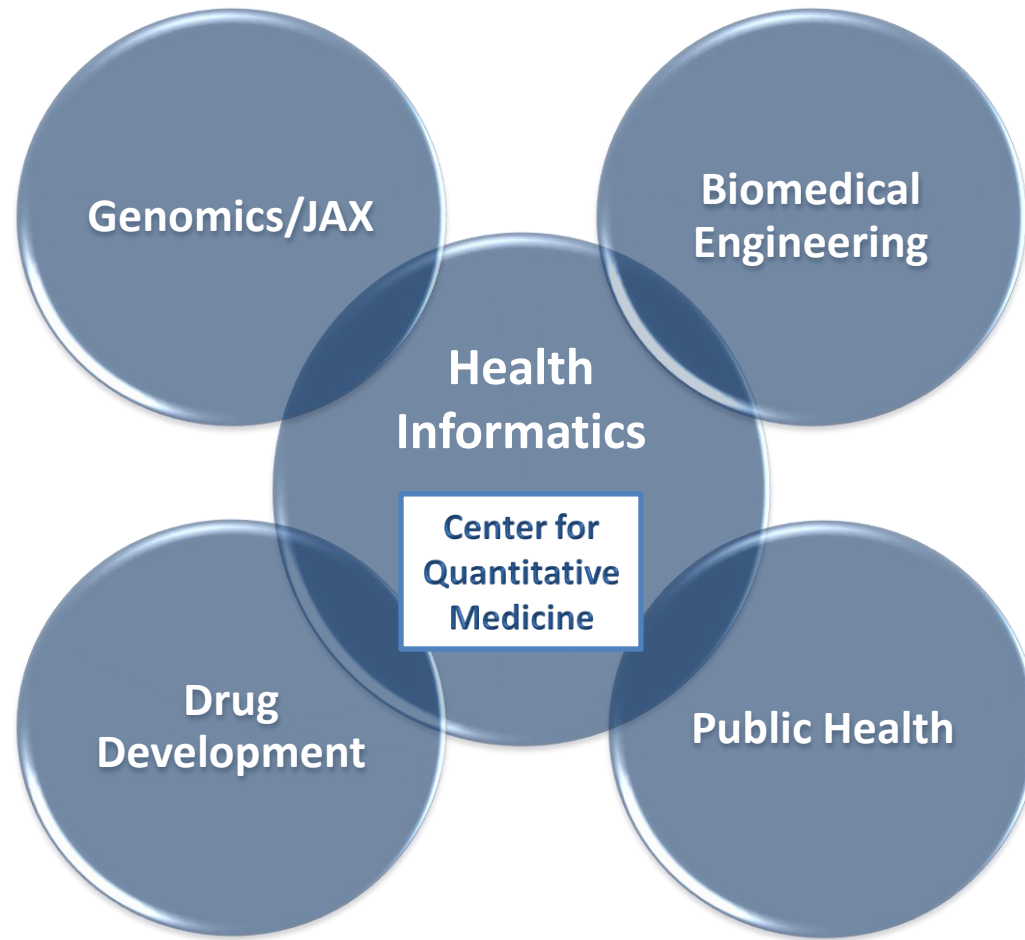 Genomics/JAX
Biomedical
Engineering
Health
Informatics
Center for
Quantitative
Medicine
Drug
Development
Public Health